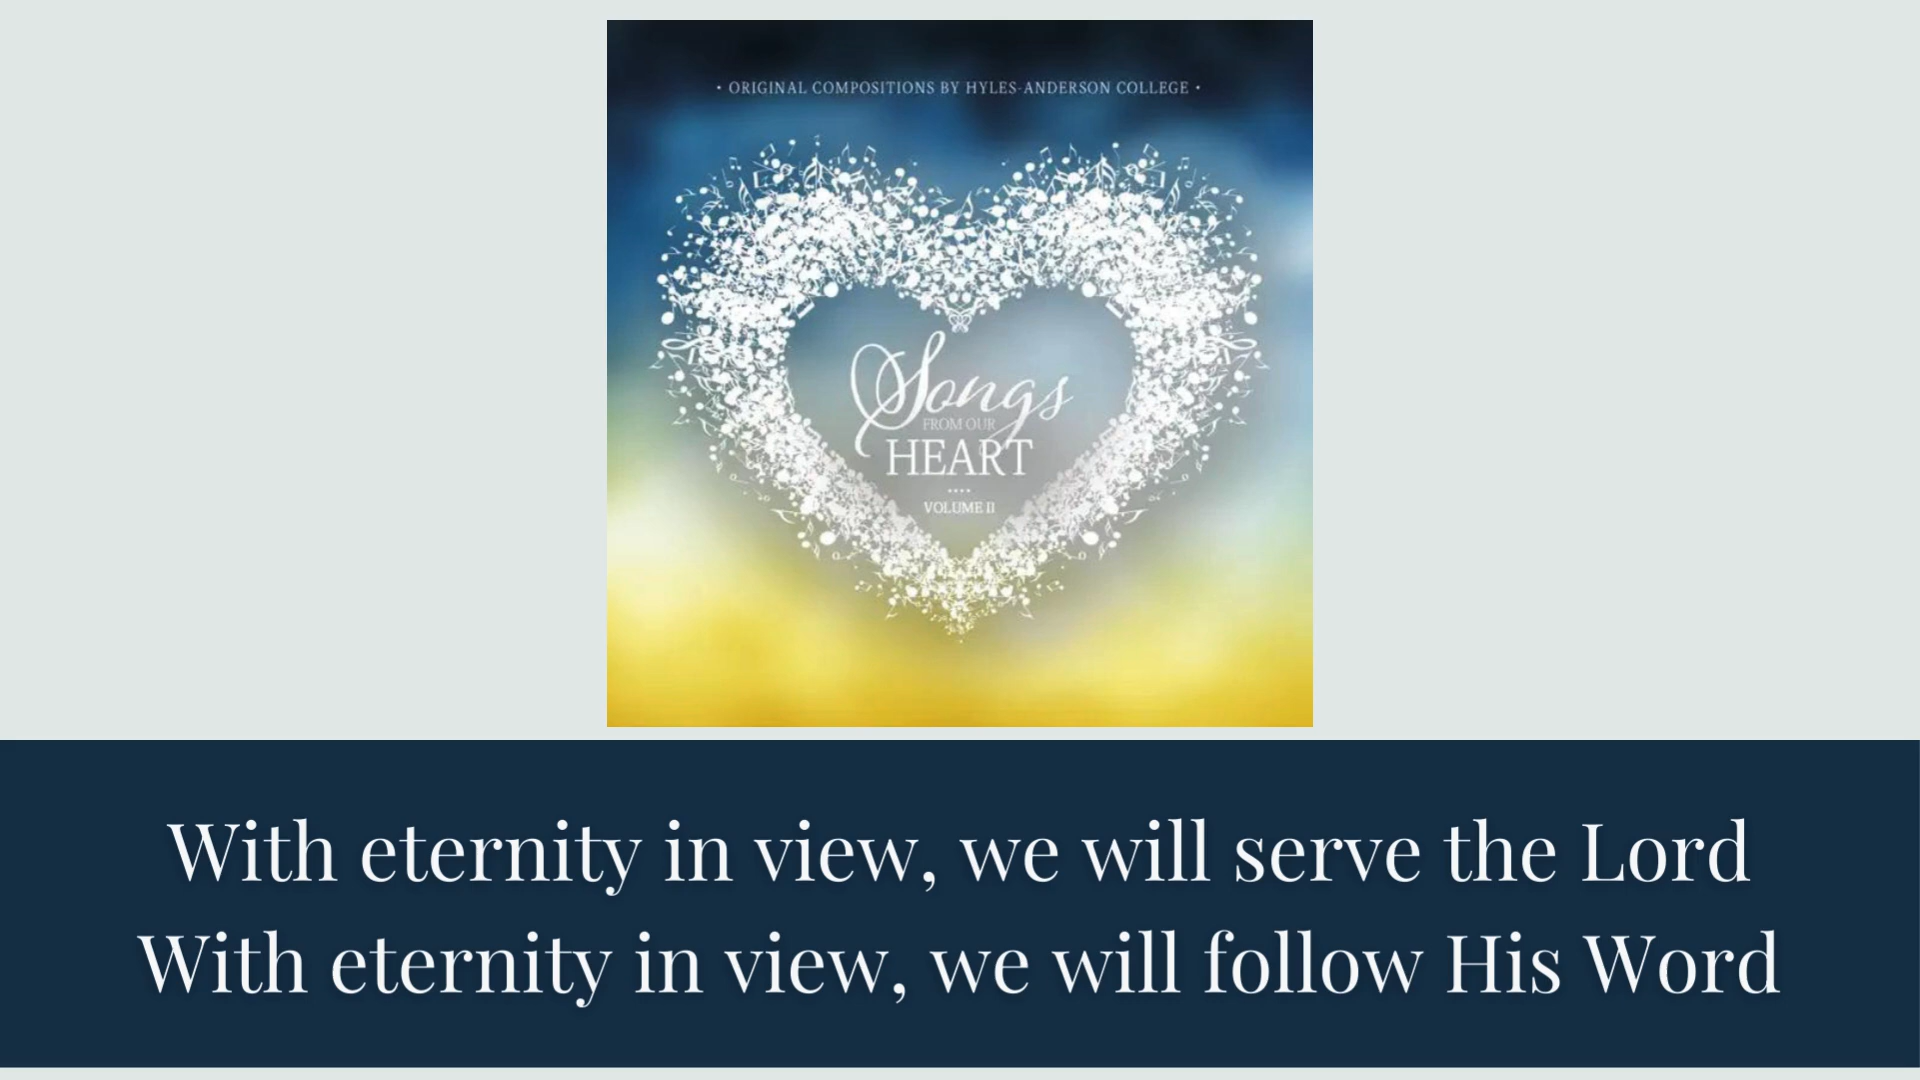 • ORIGINAL COMPOSITIONS BY HYLES-ANDERSON COLLEGE •
Songs
FROM OUR
HEART
VOLUME II
With eternity in view, we will serve the Lord
With eternity in view, we will follow His Word